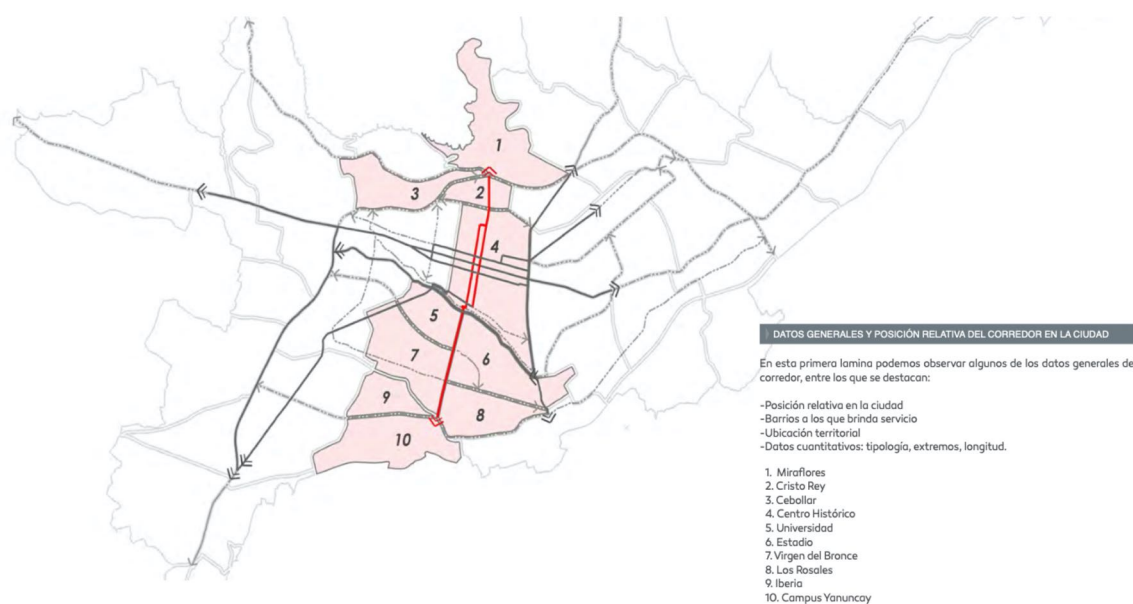 1
2
3
4
5
6
7
8
9
10
DATOS GENERALES Y POSICIÓN RELATIVA DEL CORREDOR EN LA CIUDAD
En esta primera lamina podemos observar algunos de los datos generales de
corredor, entre los que se destacan:
-Posición relativa en la ciudad
-Barrios a los que brinda servicio
-Ubicación territorial
-Datos cuantitativos: tipología, extremos, longitud.
1. Miraflores
2. Cristo Rey
3. Cebollar
4. Centro Histórico
5. Universidad
6. Estadio
7. Virgen del Bronce
8. Los Rosales
9. Iberia
10. Campus Yanuncay